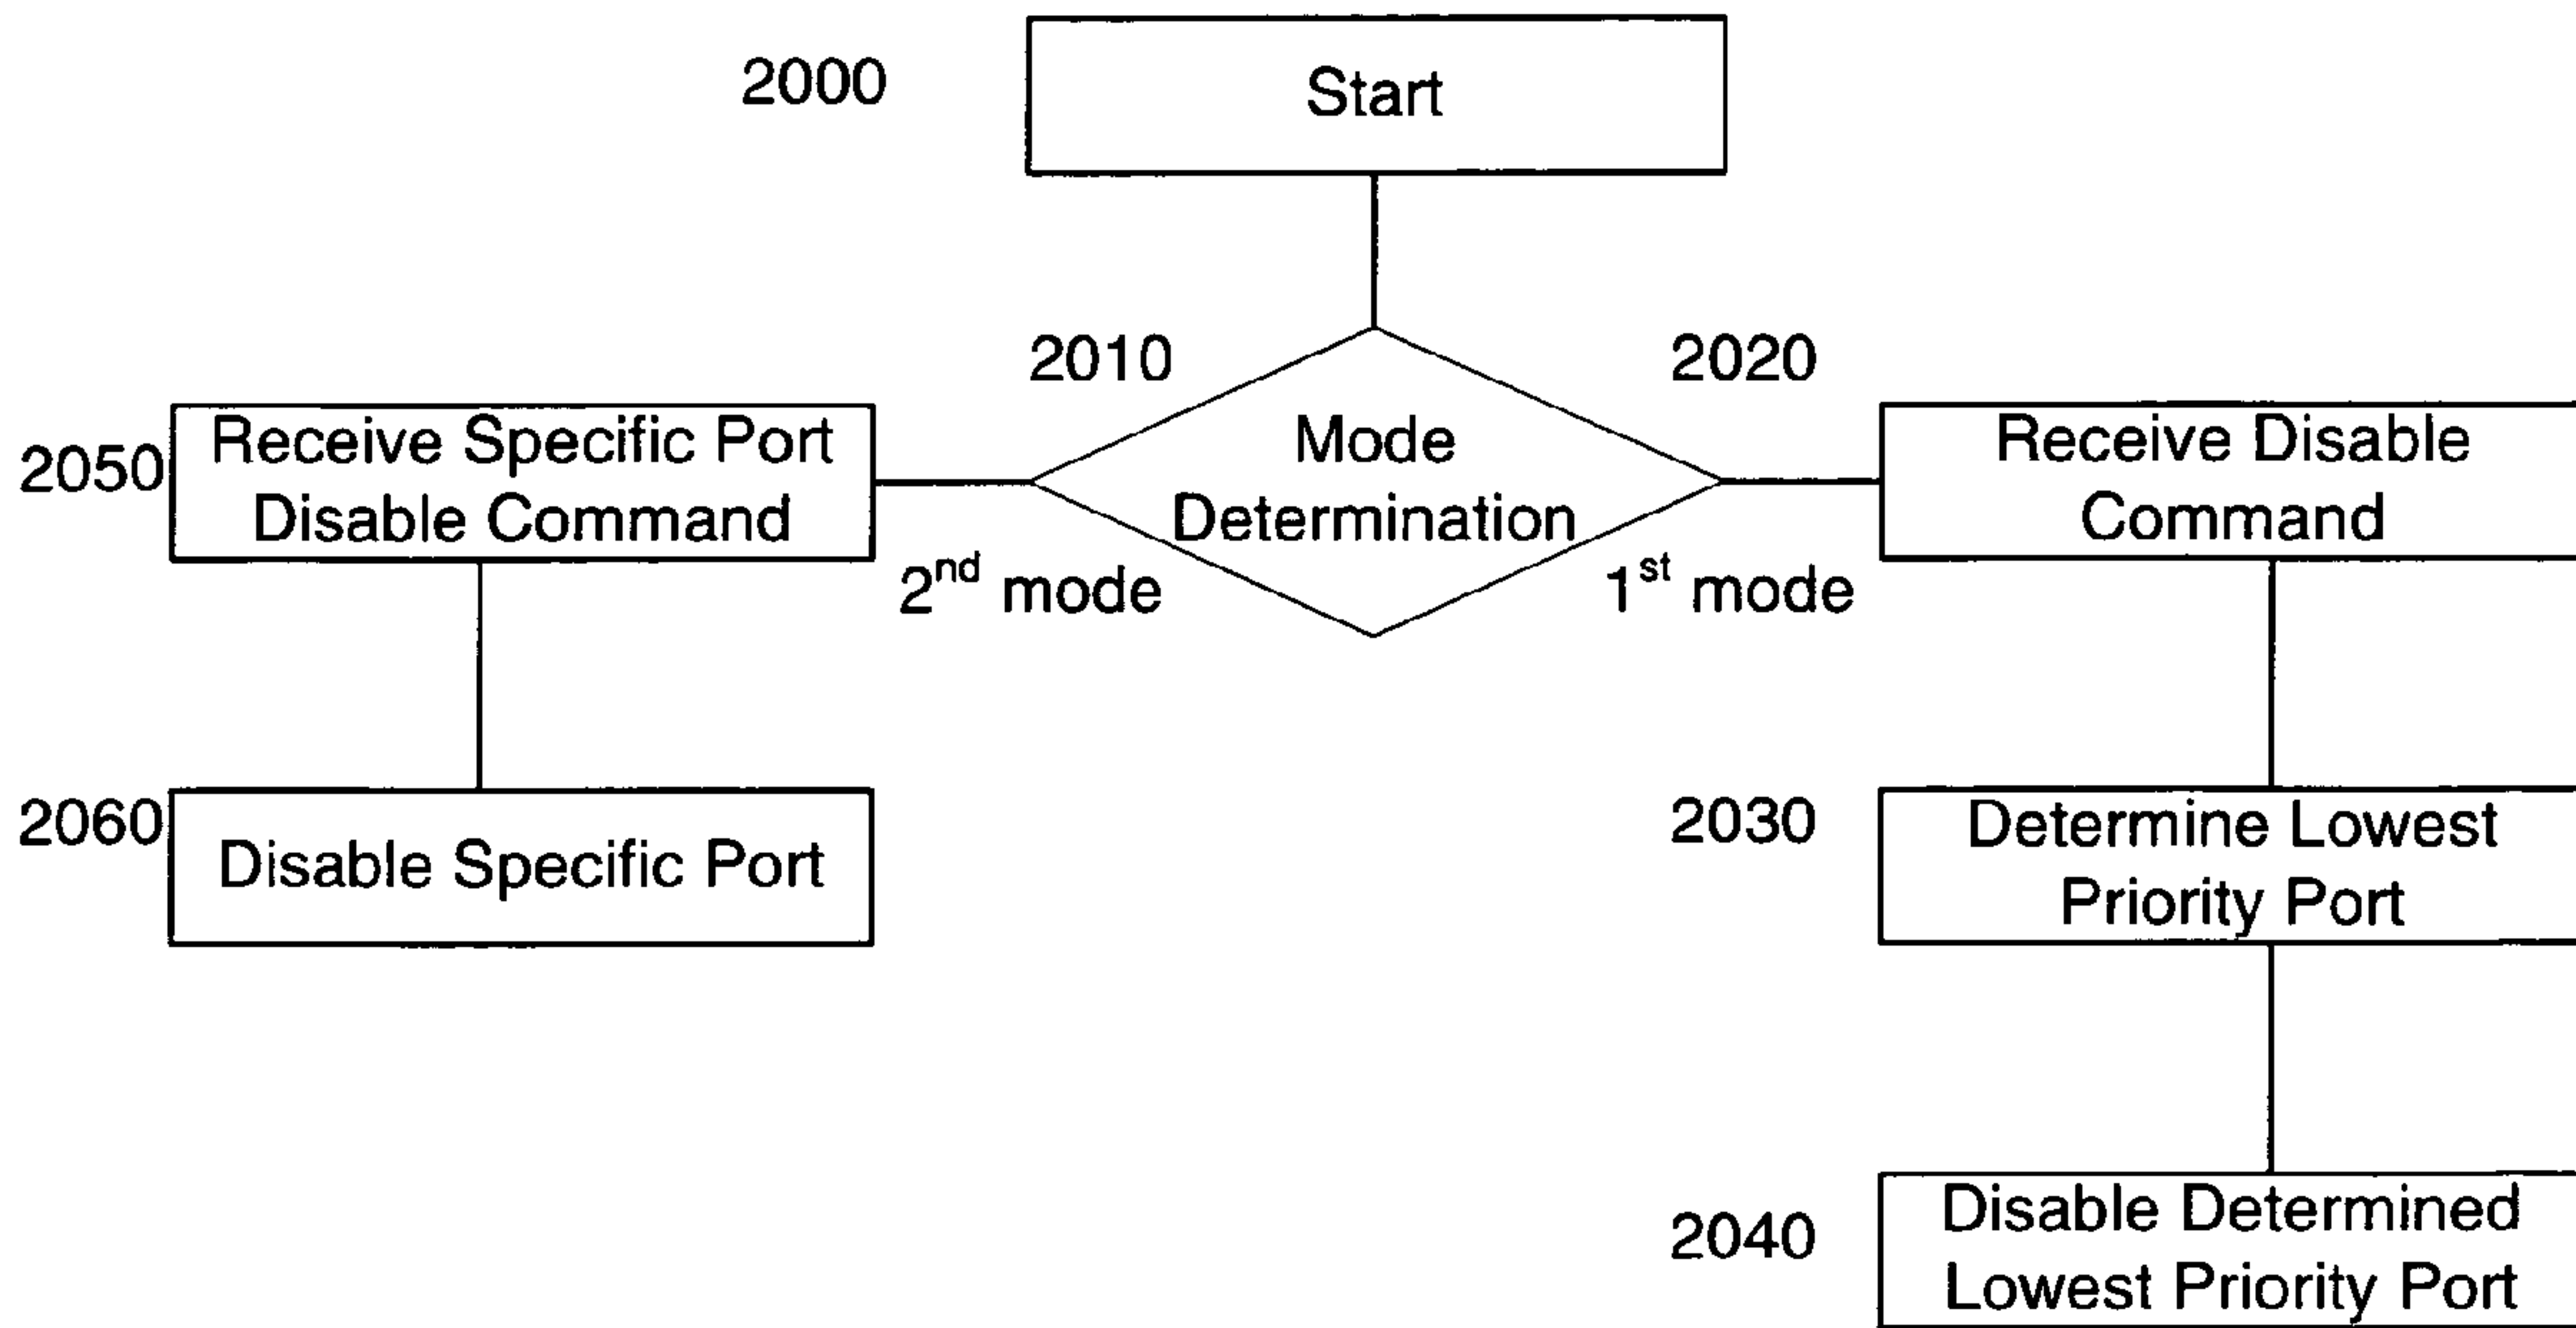 2000
Start
2010
Mode
Determination
2020
Receive Disable
Command
2050
Receive Specific Port
Disable Command
2nd mode
1st mode
2060
Disable Specific Port
2030
Determine Lowest
Priority Port
2040
Disable Determined
Lowest Priority Port